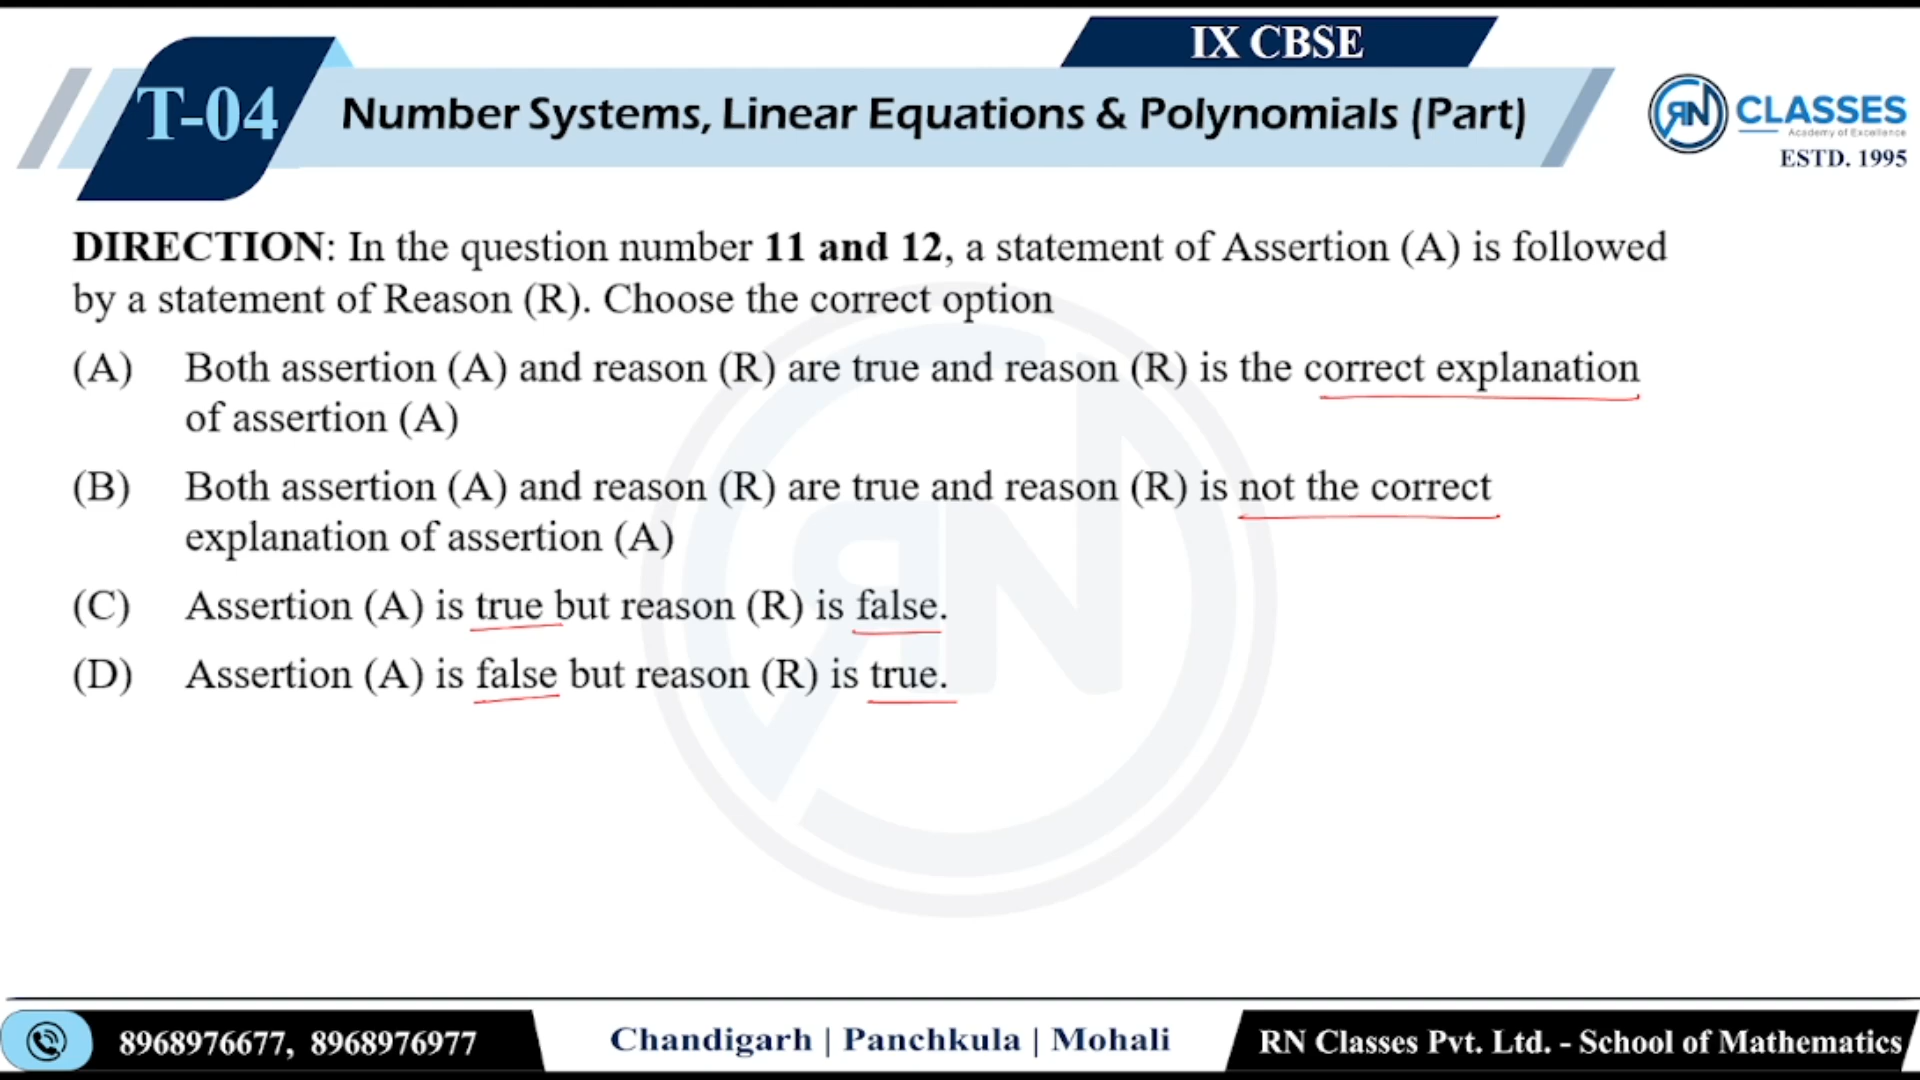 IX CBSE
T-04
Number Systems, Linear Equations & Polynomials (Part)
RN CLASSES
Academy of Excellence
ESTD. 1995
DIRECTION: In the question number 11 and 12, a statement of Assertion (A) is followed
by a statement of Reason (R). Choose the correct option
(A) Both assertion (A) and reason (R) are true and reason (R) is the correct explanation
of assertion (A)
(B) Both assertion (A) and reason (R) are true and reason (R) is not the correct
explanation of assertion (A)
(C) Assertion (A) is true but reason (R) is false.
(D) Assertion (A) is false but reason (R) is true.
RN
8968976677, 8968976977
Chandigarh | Panchkula | Mohali
RN Classes Pvt. Ltd. - School of Mathematics